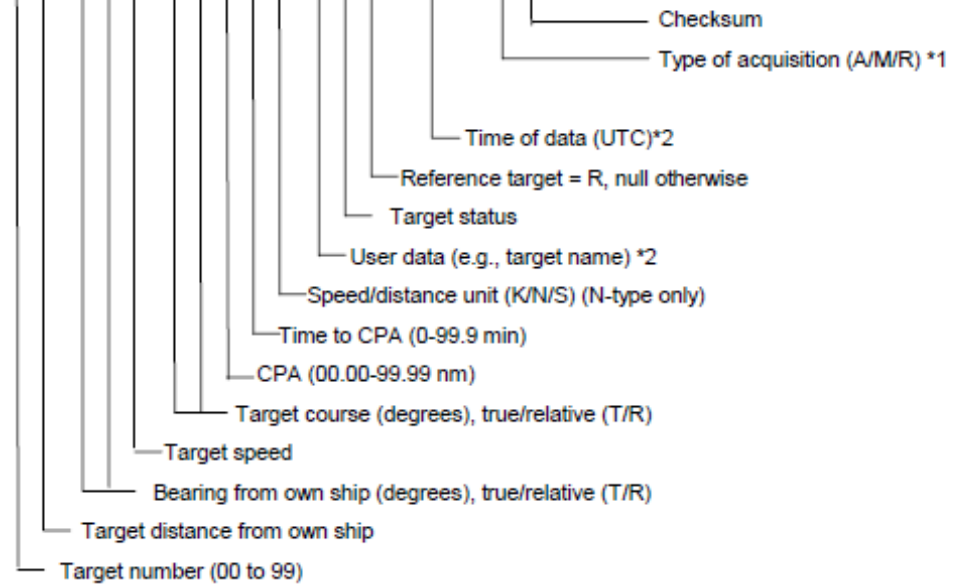 Checksum
Type of acquisition (A/M/R) *1
Time of data (UTC)*2
Reference target = R, null otherwise
Target status
User data (e.g., target name) *2
Speed/distance unit (K/N/S) (N-type only)
Time to CPA (0-99.9 min)
CPA (00.00-99.99 nm)
Target course (degrees), true/relative (T/R)
Target speed
Bearing from own ship (degrees), true/relative (T/R)
Target distance from own ship
Target number (00 to 99)